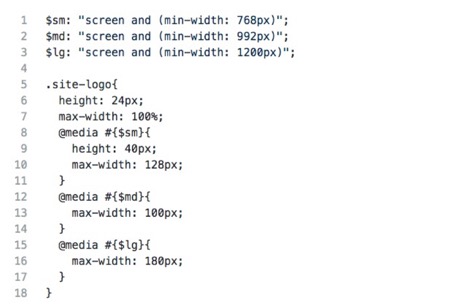 1 $sm: "screen and (min-width: 768px)";
2 $md: "screen and (min-width: 992px)";
3 $lg: "screen and (min-width: 1200px)";
4
5 .site-logo{
6   height: 24px;
7   max-width: 100%;
8   @media #{$sm}{
9     height: 40px;
10     max-width: 128px;
11   }
12   @media #{$md}{
13     max-width: 100px;
14   }
15   @media #{$lg}{
16     max-width: 180px;
17   }
18 }